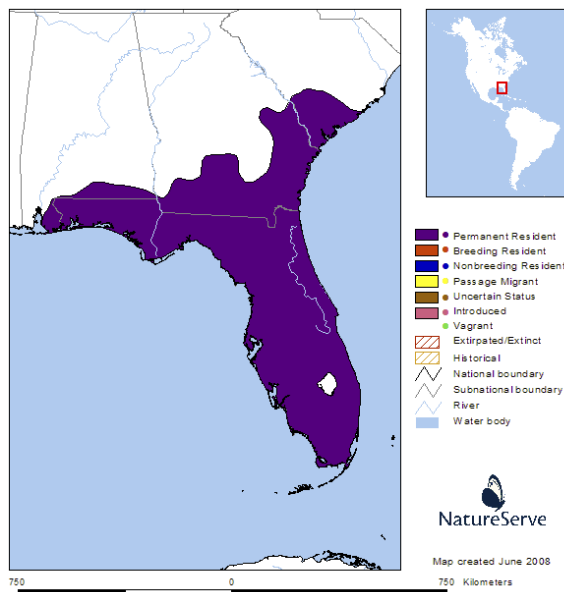 Permanent Resident
Breeding Resident
Nonbreeding Resident
Passage Migrant
Uncertain Status
Introduced
Vagrant
Extirpated/Extinct
Historical
National boundary
Subnational boundary
River
Water body
NatureServe
Map created June 2008
750 0 750 Kilometers